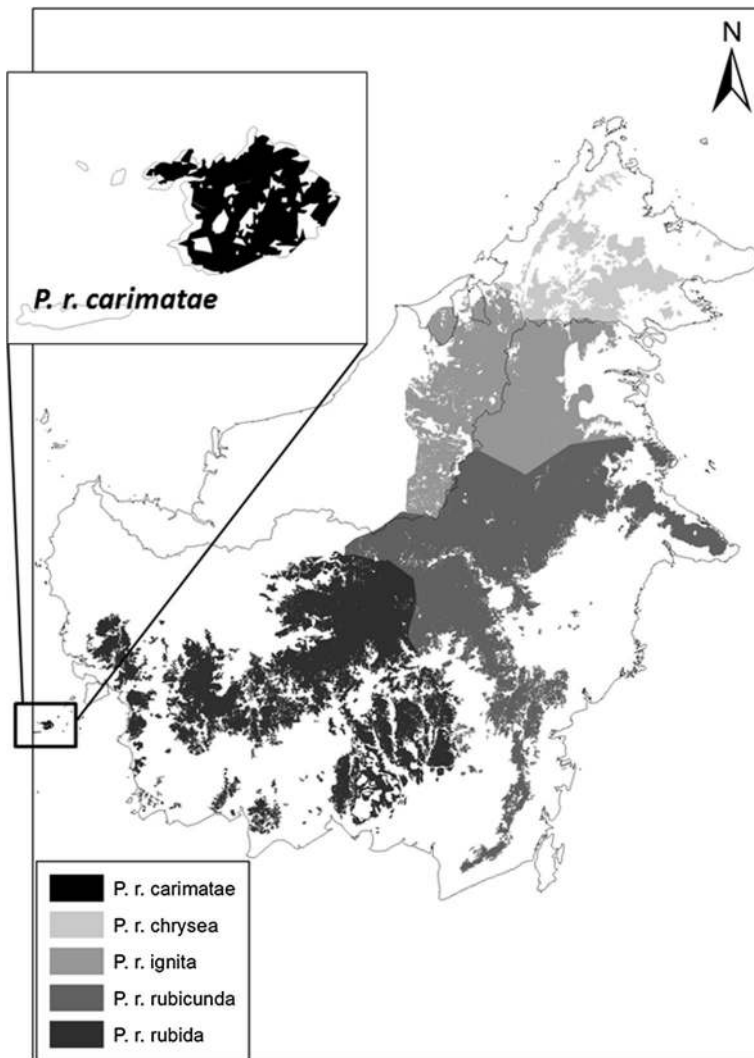 N
P. r. carimatae
P. r. carimatae
P. r. chrysea
P. r. ignita
P. r. rubicunda
P. r. rubida